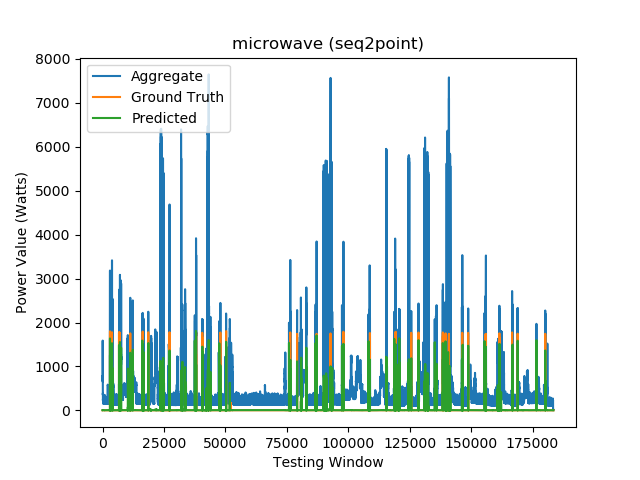 microwave (seq2point)
Aggregate
Ground Truth
Predicted
Power Value (Watts)
8000
7000
6000
5000
4000
3000
2000
1000
0
0 25000 50000 75000 100000 125000 150000 175000
Testing Window